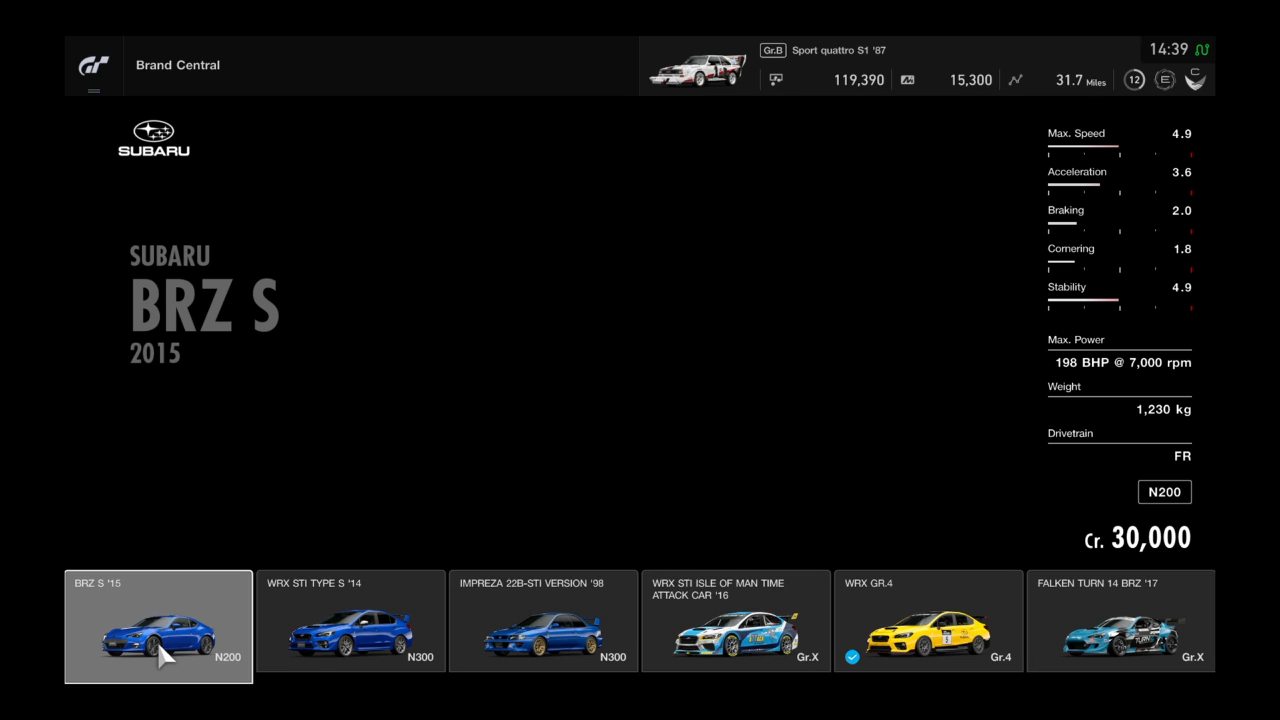 GT
Brand Central
Gr.B Sport quattro S1 '87
14:39
119,390
15,300
31.7 Miles
12
E
C
SUBARU
SUBARU
BRZ S
2015
Max. Speed 4.9
Acceleration 3.6
Braking 2.0
Cornering 1.8
Stability 4.9
Max. Power
198 BHP @ 7,000 rpm
Weight
1,230 kg
Drivetrain
FR
N200
Cr. 30,000
BRZ S '15
N200
WRX STI TYPE S '14
N300
IMPREZA 22B-STI VERSION '98
N300
WRX STI ISLE OF MAN TIME
ATTACK CAR '16
Gr.X
WRX GR.4
Gr.4
FALKEN TURN 14 BRZ '17
Gr.X